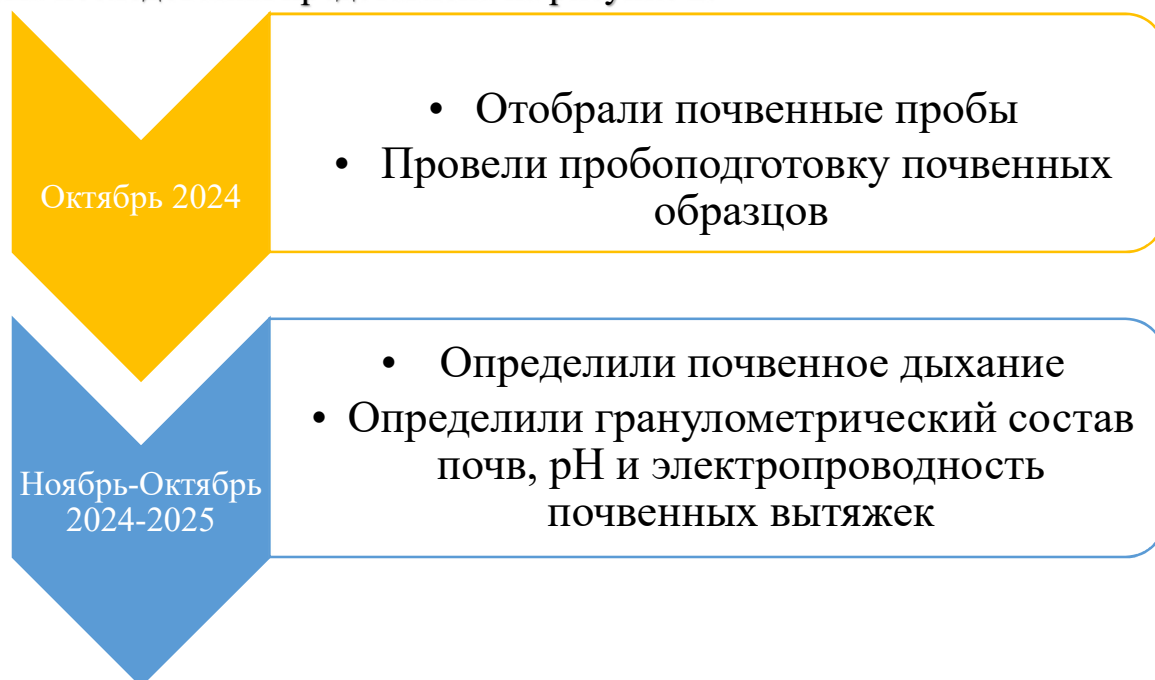 Октябрь 2024
• Отобрали почвенные пробы
• Провели пробоподготовку почвенных
образцов
Ноябрь-Октябрь
2024-2025
• Определили почвенное дыхание
• Определили гранулометрический состав
почв, pH и электропроводность
почвенных вытяжек